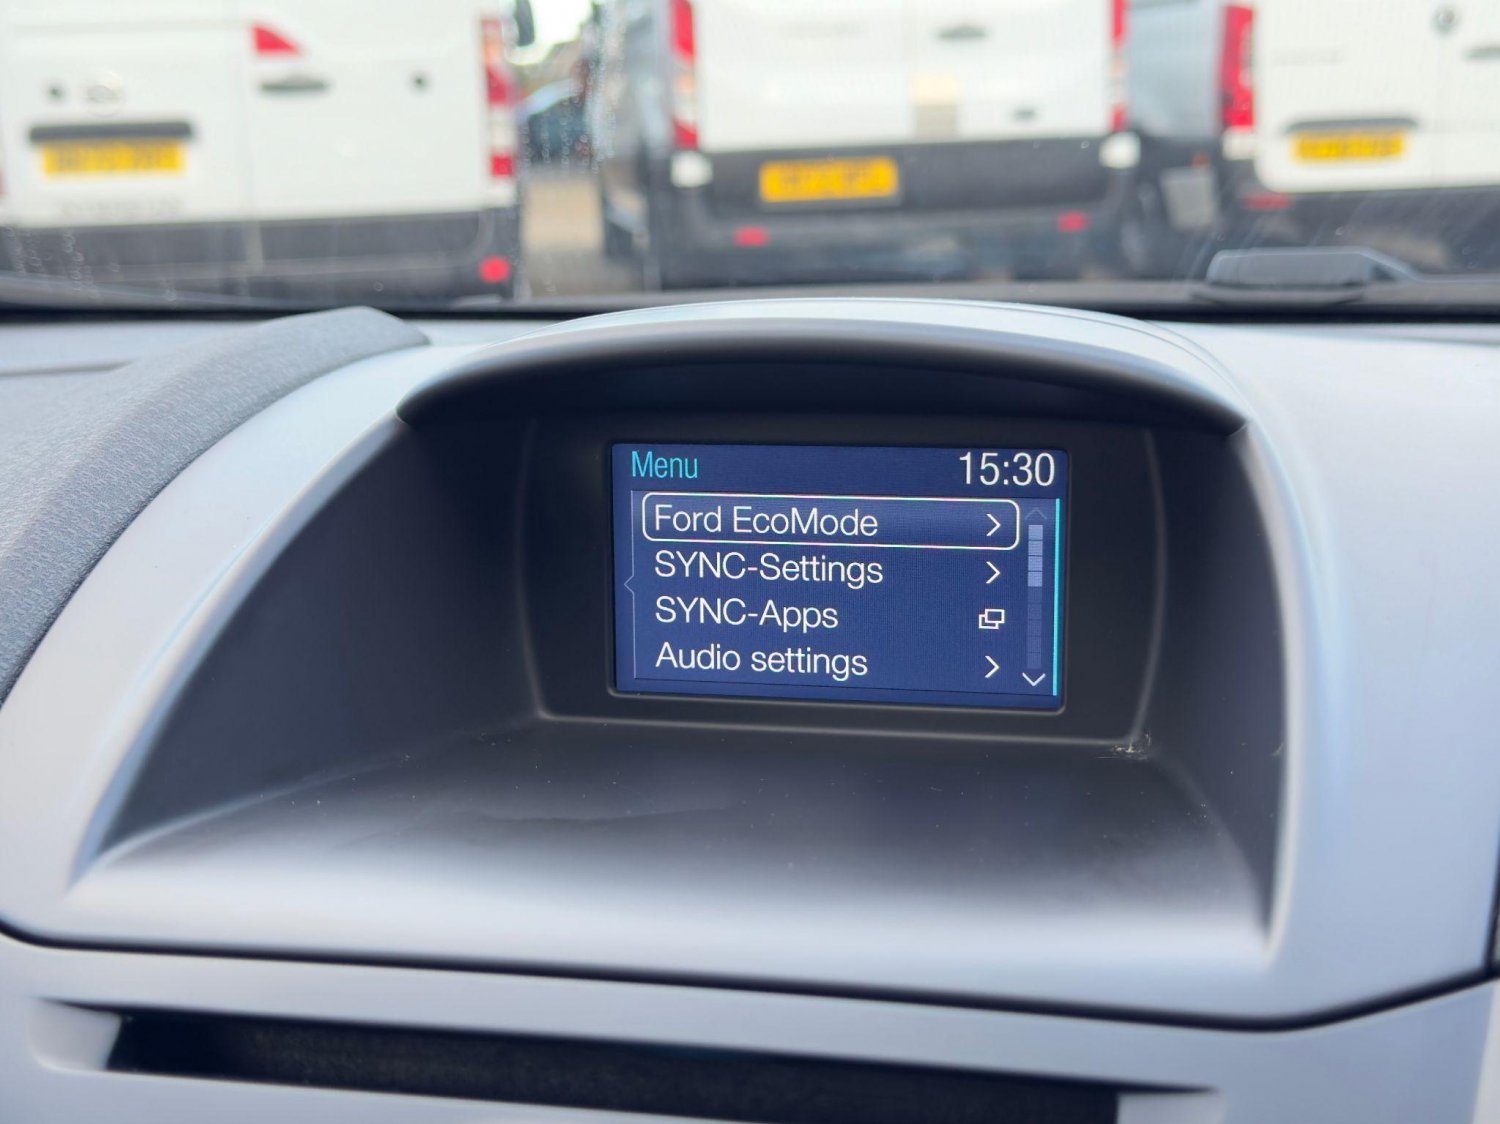 Menu 15:30
Ford EcoMode
SYNC-Settings
SYNC-Apps
Audio settings